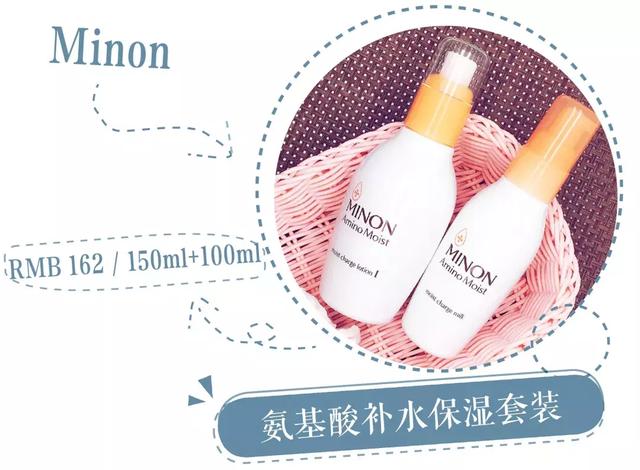 Minon
RMB 162 / 150ml+100ml
MINON
Amino Moist
moist charge lotion I
MINON
Amino Moist
moist charge milk
氨基酸补水保湿套装